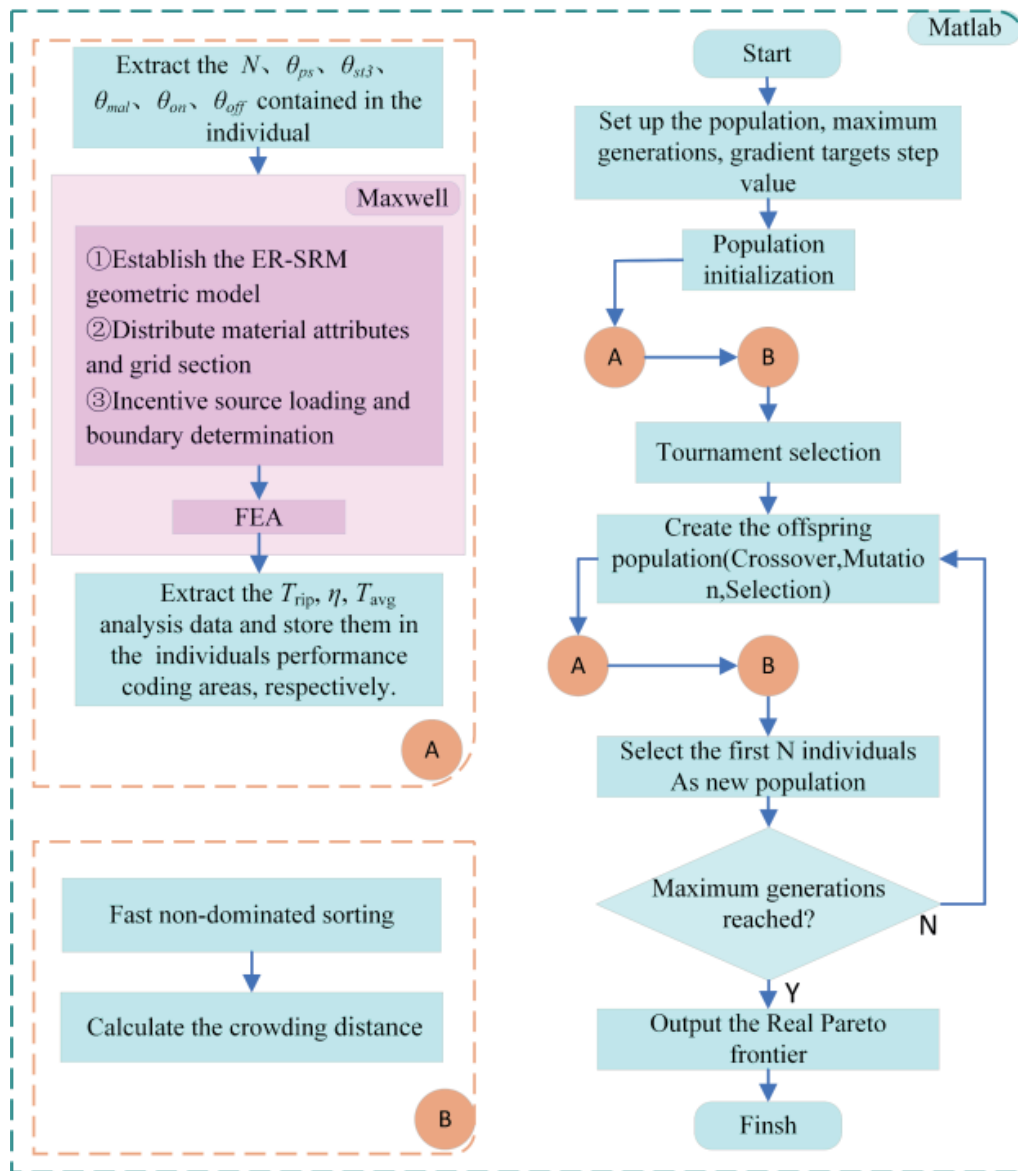 Matlab
Extract the N、θps、θst3、
θmal、θon、θoff contained in the
individual
Maxwell
①Establish the ER-SRM
geometric model
②Distribute material attributes
and grid section
③Incentive source loading and
boundary determination
FEA
Extract the Trip, η, Tavg
analysis data and store them in
the individuals performance
coding areas, respectively.
A
Fast non-dominated sorting
Calculate the crowding distance
B
Start
Set up the population, maximum
generations, gradient targets step
value
Population
initialization
A
B
Tournament selection
Create the offspring
population(Crossover,Mutatio
n,Selection)
A
B
Select the first N individuals
As new population
Maximum generations
reached?
N
Y
Output the Real Pareto
frontier
Finsh